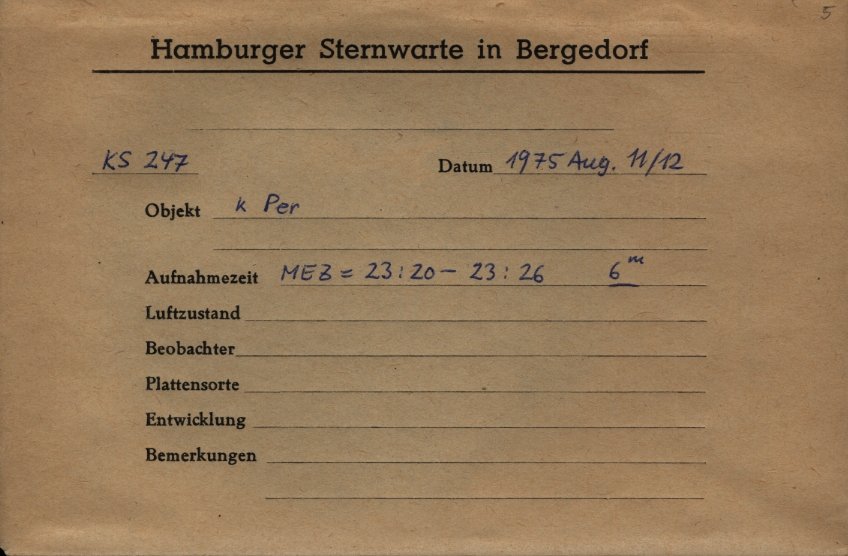 5
Hamburger Sternwarte in Bergedorf
KS 247 Datum 1975 Aug. 11/12
Objekt κ Per
Aufnahmezeit MEZ = 23:20 – 23:26 6ᵐ
Luftzustand
Beobachter
Plattensorte
Entwicklung
Bemerkungen